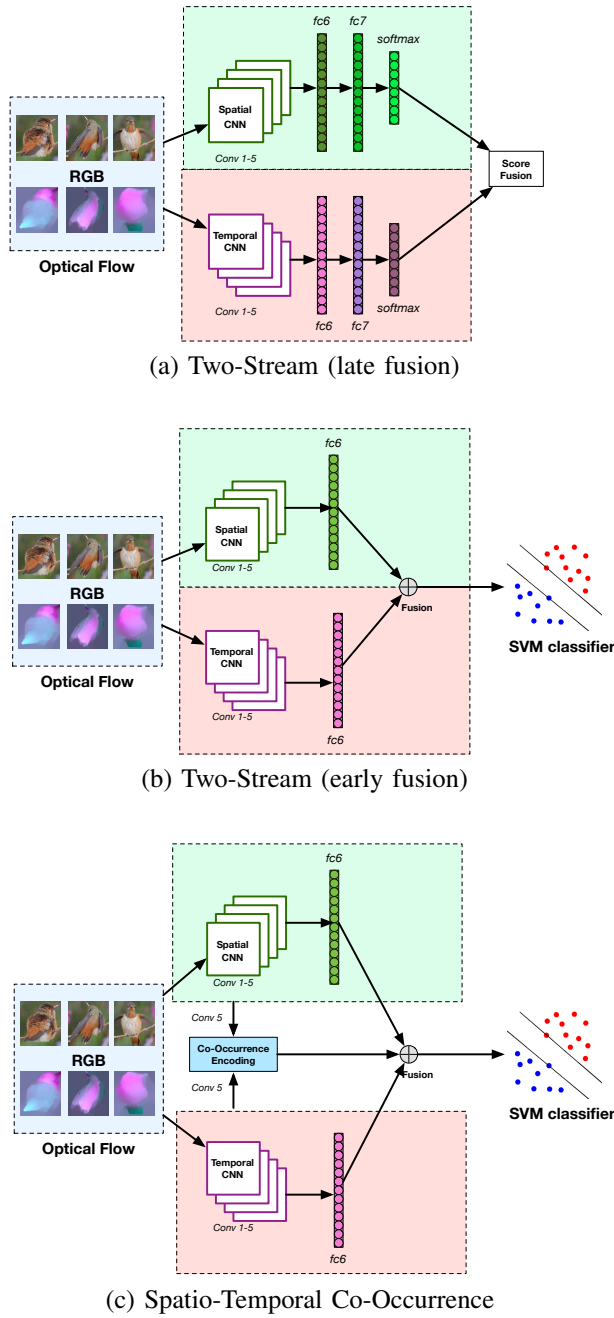 fc6
fc7
softmax
Spatial
CNN
Conv 1-5
RGB
Score
Fusion
Temporal
CNN
Optical Flow
Conv 1-5
fc6
fc7
softmax
(a) Two-Stream (late fusion)
fc6
Spatial
CNN
Conv 1-5
RGB
Fusion
SVM classifier
Temporal
CNN
Optical Flow
Conv 1-5
fc6
(b) Two-Stream (early fusion)
fc6
Spatial
CNN
Conv 1-5
Conv 5
RGB
Co-Occurrence
Encoding
Fusion
Conv 5
SVM classifier
Optical Flow
Temporal
CNN
Conv 1-5
fc6
(c) Spatio-Temporal Co-Occurrence